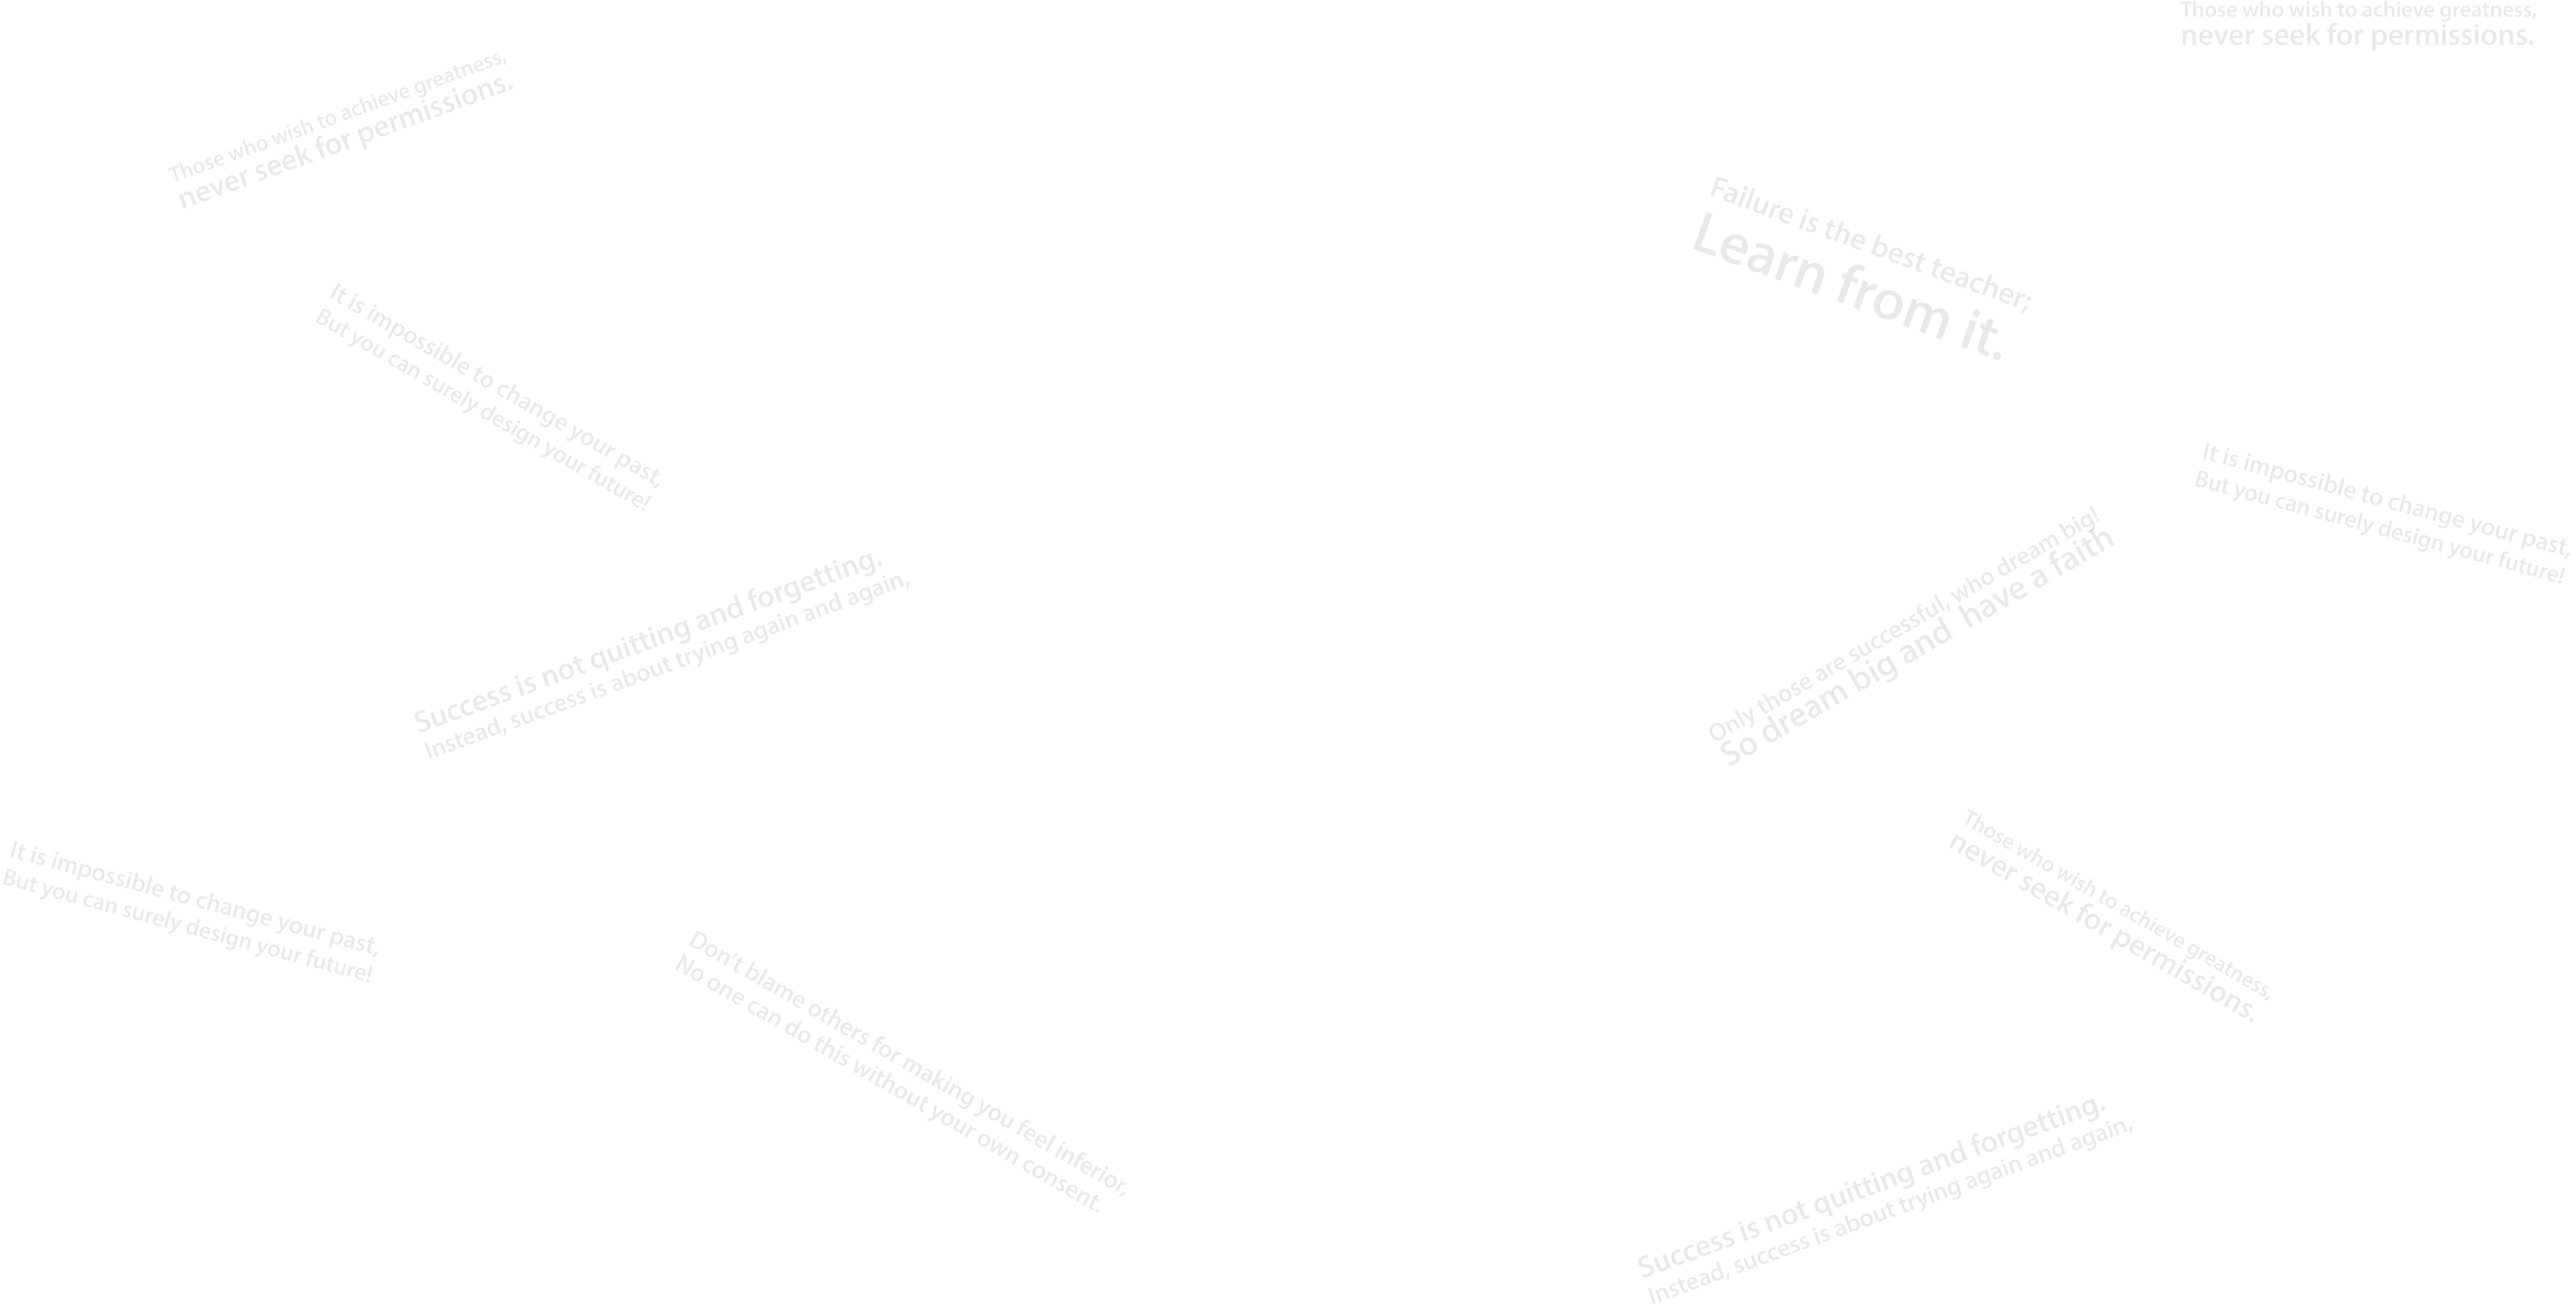 Those who wish to achieve greatness,
never seek for permissions.
Those who wish to achieve greatness,
never seek for permissions.
Failure is the best teacher;
Learn from it.
It is impossible to change your past,
But you can surely design your future!
It is impossible to change your past,
But you can surely design your future!
Only those are successful, who dream big!
So dream big and have a faith
Success is not quitting and forgetting.
Instead, success is about trying again and again,
Those who wish to achieve greatness,
never seek for permissions.
It is impossible to change your past,
But you can surely design your future!
Don't blame others for making you feel inferior,
No one can do this without your own consent.
Success is not quitting and forgetting.
Instead, success is about trying again and again,